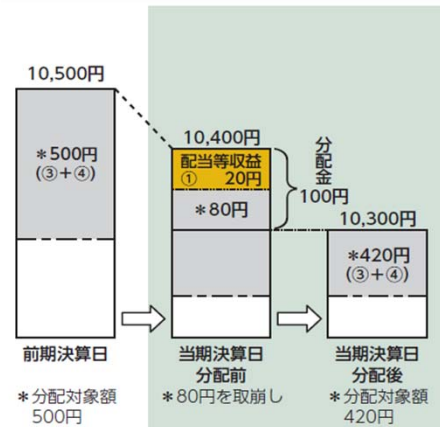 10,500円
＊500円
(③＋④)
前期決算日
＊分配対象額
500円
10,400円
配当等収益
① 20円
＊80円
分配金
100円
当期決算日
分配前
＊80円を取崩し
10,300円
＊420円
(③＋④)
当期決算日
分配後
＊分配対象額
420円